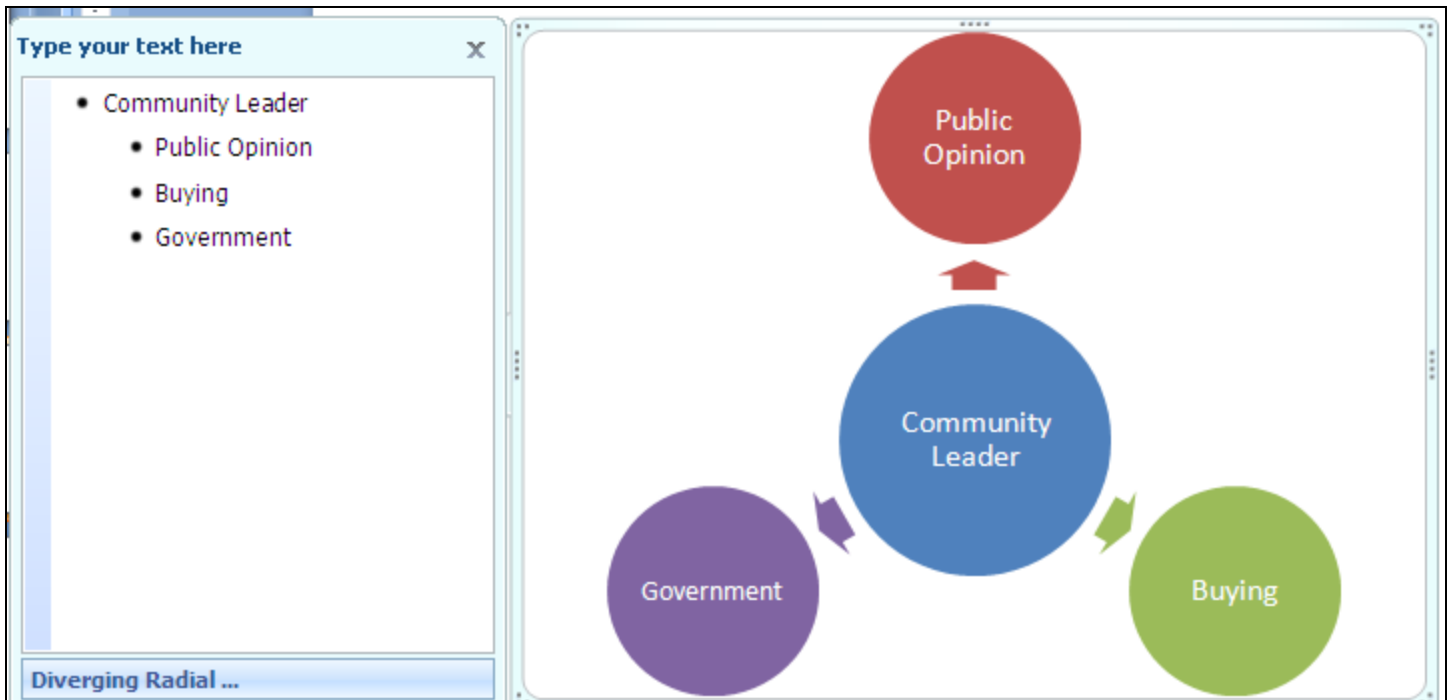 Type your text here
x
Community Leader
Public Opinion
Buying
Government
Diverging Radial ...
Public
Opinion
Community
Leader
Government
Buying